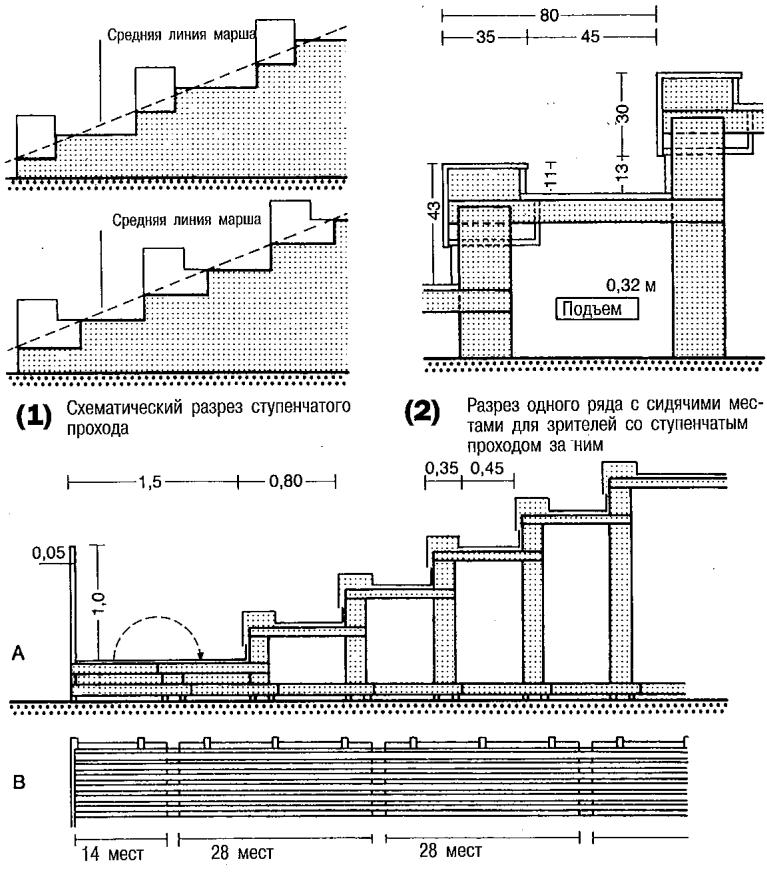 Средняя линия марша
Средняя линия марша
(1) Схематический разрез ступенчатого
прохода
80
35
45
30
11
13
43
0,32 м
Подъем
(2) Разрез одного ряда с сидячими мес-
тами для зрителей со ступенчатым
проходом за ним
1,5
0,80
0,35
0,45
0,05
1,0
A
B
14 мест
28 мест
28 мест